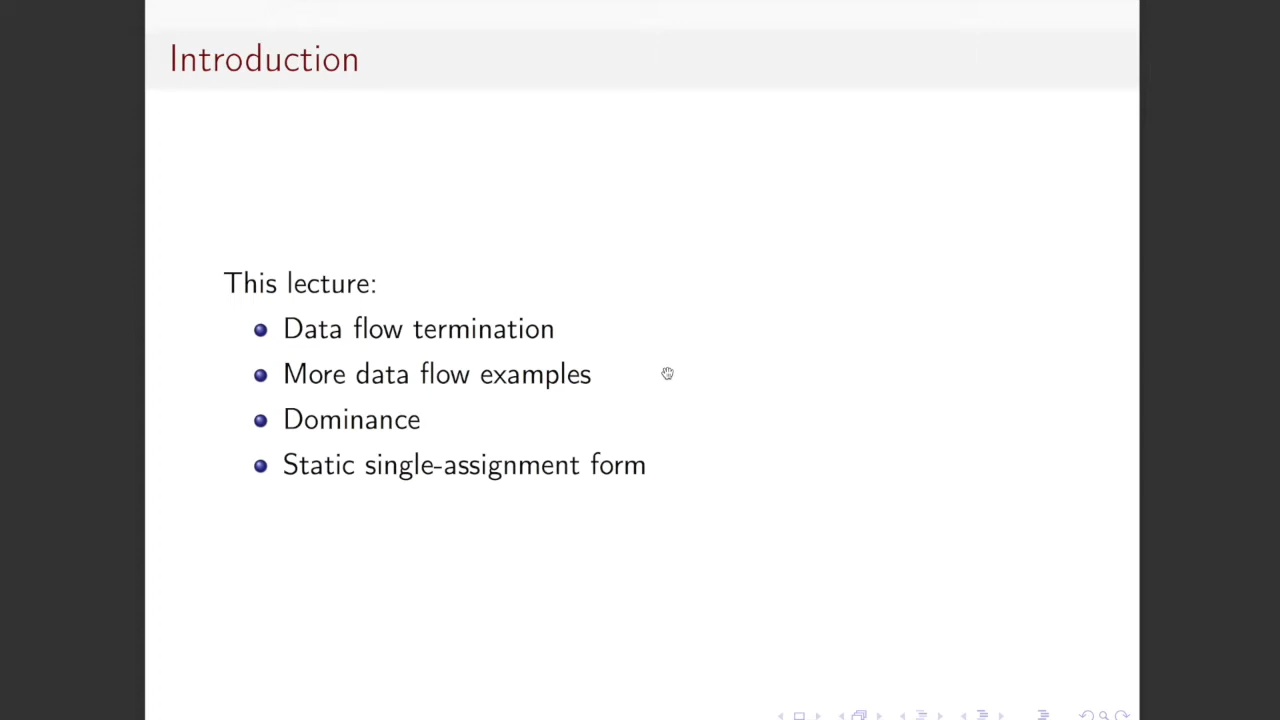 Introduction
This lecture:
Data flow termination
More data flow examples
Dominance
Static single-assignment form